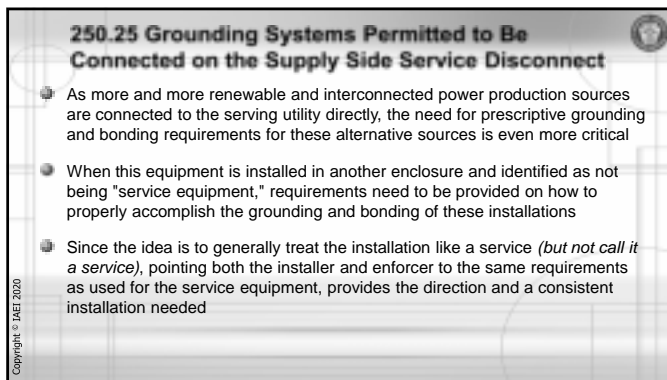 250.25 Grounding Systems Permitted to Be
Connected on the Supply Side Service Disconnect
As more and more renewable and interconnected power production sources
are connected to the serving utility directly, the need for prescriptive grounding
and bonding requirements for these alternative sources is even more critical
When this equipment is installed in another enclosure and identified as not
being "service equipment," requirements need to be provided on how to
properly accomplish the grounding and bonding of these installations
Since the idea is to generally treat the installation like a service (but not call it
a service), pointing both the installer and enforcer to the same requirements
as used for the service equipment, provides the direction and a consistent
installation needed
Copyright © IAEI 2020